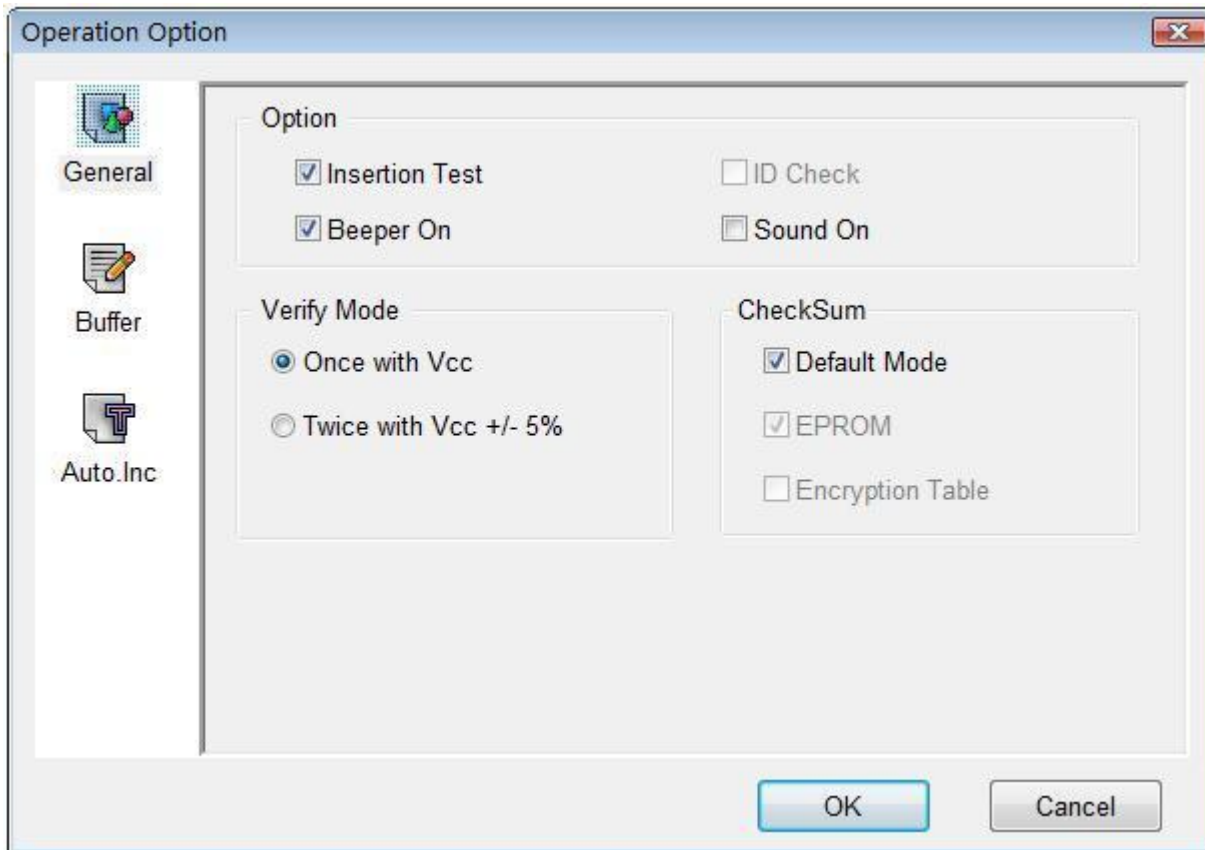 Operation Option
General
Buffer
Auto.Inc
Option
Insertion Test
ID Check
Beeper On
Sound On
Verify Mode
Once with Vcc
Twice with Vcc +/- 5%
CheckSum
Default Mode
EPROM
Encryption Table
OK
Cancel